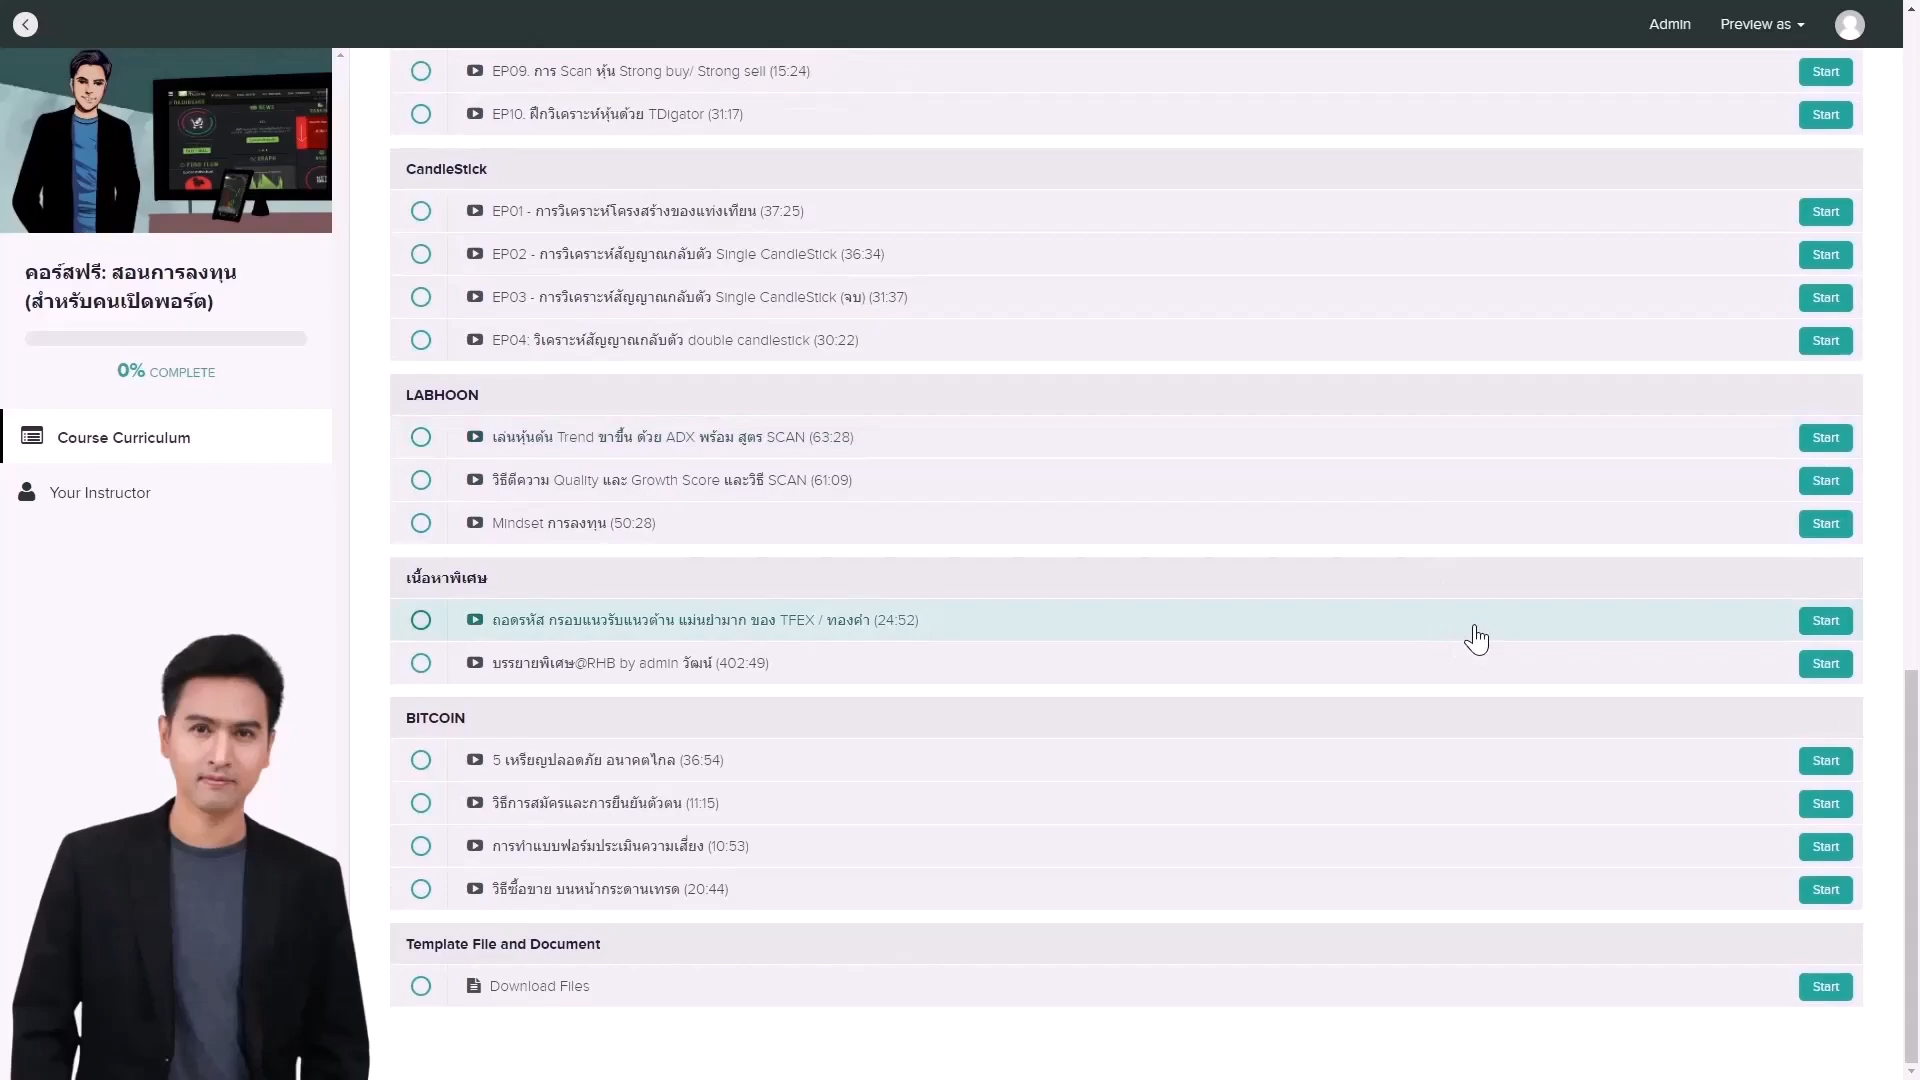 Admin
Preview as
EP09. การ Scan หุ้น Strong buy/ Strong sell (15:24)
Start
EP10. ฝึกวิเคราะห์หุ้นด้วย TDigator (31:17)
Start
คอร์สฟรี: สอนการลงทุน
(สำหรับคนเปิดพอร์ต)
0% COMPLETE
Course Curriculum
Your Instructor
CandleStick
EP01 - การวิเคราะห์โครงสร้างของแท่งเทียน (37:25)
Start
EP02 - การวิเคราะห์สัญญาณกลับตัว Single CandleStick (36:34)
Start
EP03 - การวิเคราะห์สัญญาณกลับตัว Single CandleStick (จบ) (31:37)
Start
EP04: วิเคราะห์สัญญาณกลับตัว double candlestick (30:22)
Start
LABHOON
เล่นหุ้นต้น Trend ขาขึ้น ด้วย ADX พร้อม สูตร SCAN (63:28)
Start
วิธีตีความ Quality และ Growth Score และวิธี SCAN (61:09)
Start
Mindset การลงทุน (50:28)
Start
เนื้อหาพิเศษ
ถอดรหัส กรอบแนวรับแนวต้าน แม่นยำมาก ของ TFEX / ทองคำ (24:52)
Start
บรรยายพิเศษ@RHB by admin วัฒน์ (402:49)
Start
BITCOIN
5 เหรียญปลอดภัย อนาคตไกล (36:54)
Start
วิธีการสมัครและการยืนยันตัวตน (11:15)
Start
การทำแบบฟอร์มประเมินความเสี่ยง (10:53)
Start
วิธีซื้อขาย บนหน้ากระดานเทรด (20:44)
Start
Template File and Document
Download Files
Start